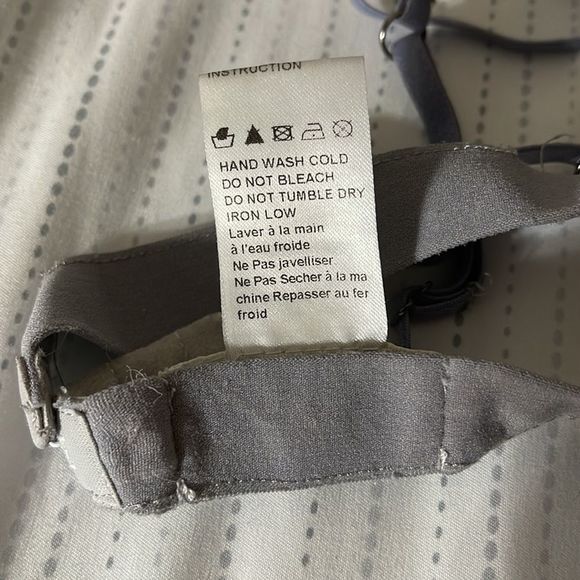 INSTRUCTION
HAND WASH COLD
DO NOT BLEACH
DO NOT TUMBLE DRY
IRON LOW
Laver à la main
à l'eau froide
Ne Pas javelliser
Ne Pas Secher à la ma
chine Repasser au fer
froid